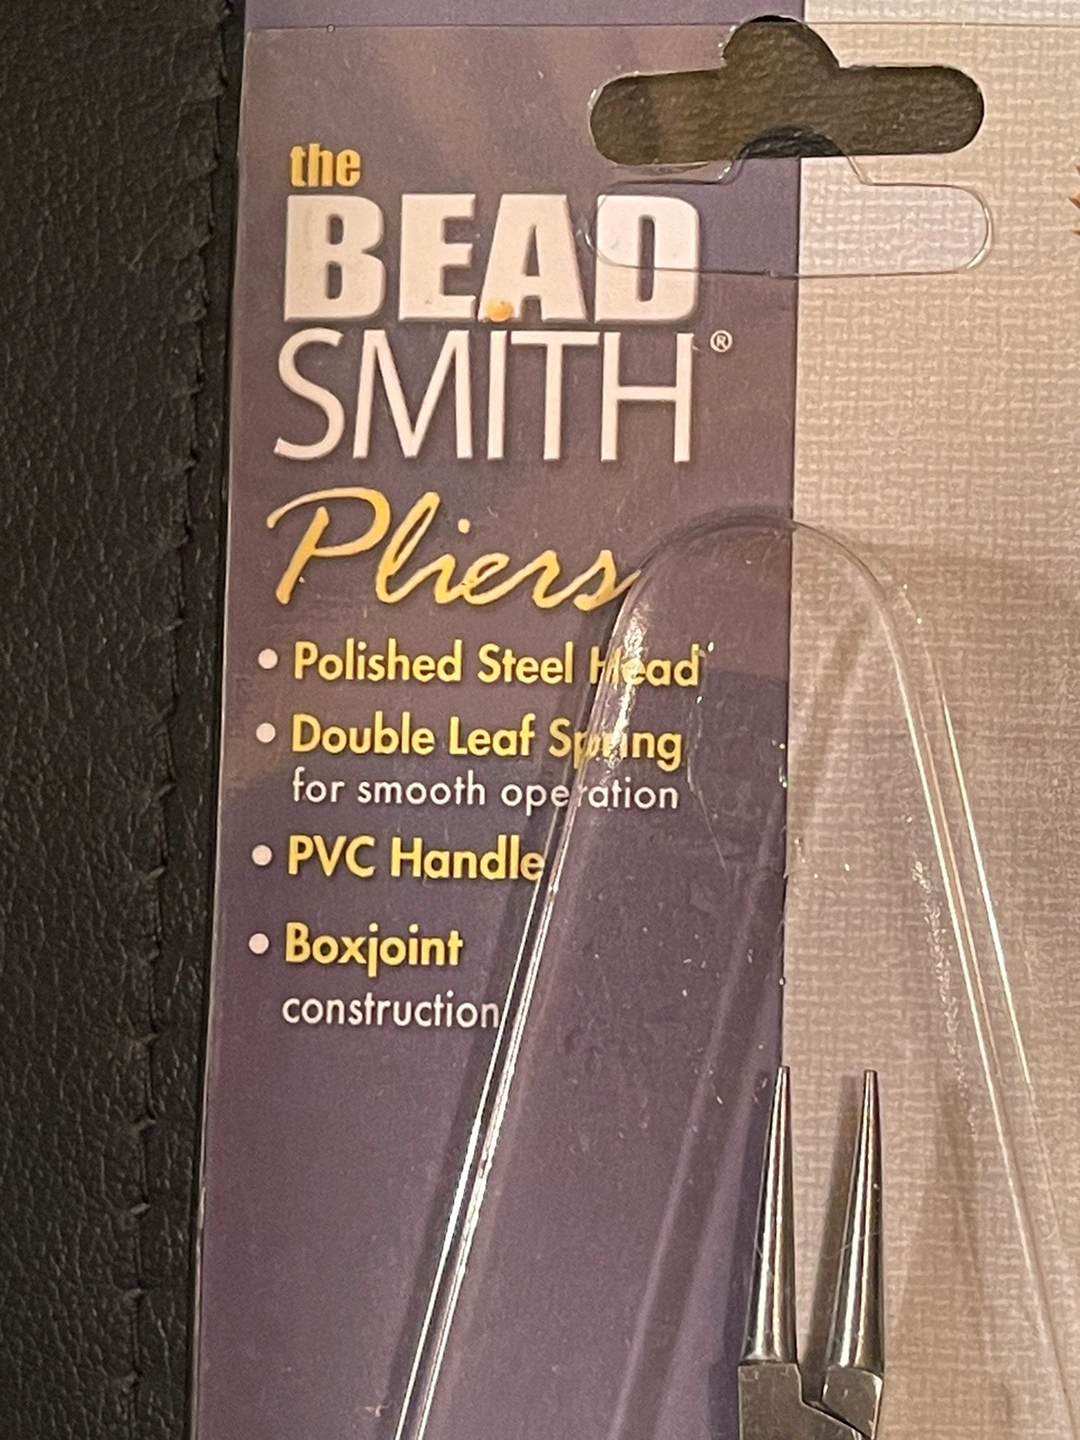 the
BEAD
SMiTH®
Pliers
• Polished Steel Head
• Double Leaf Spring
for smooth operation
• PVC Handle
• Boxjoint
construction